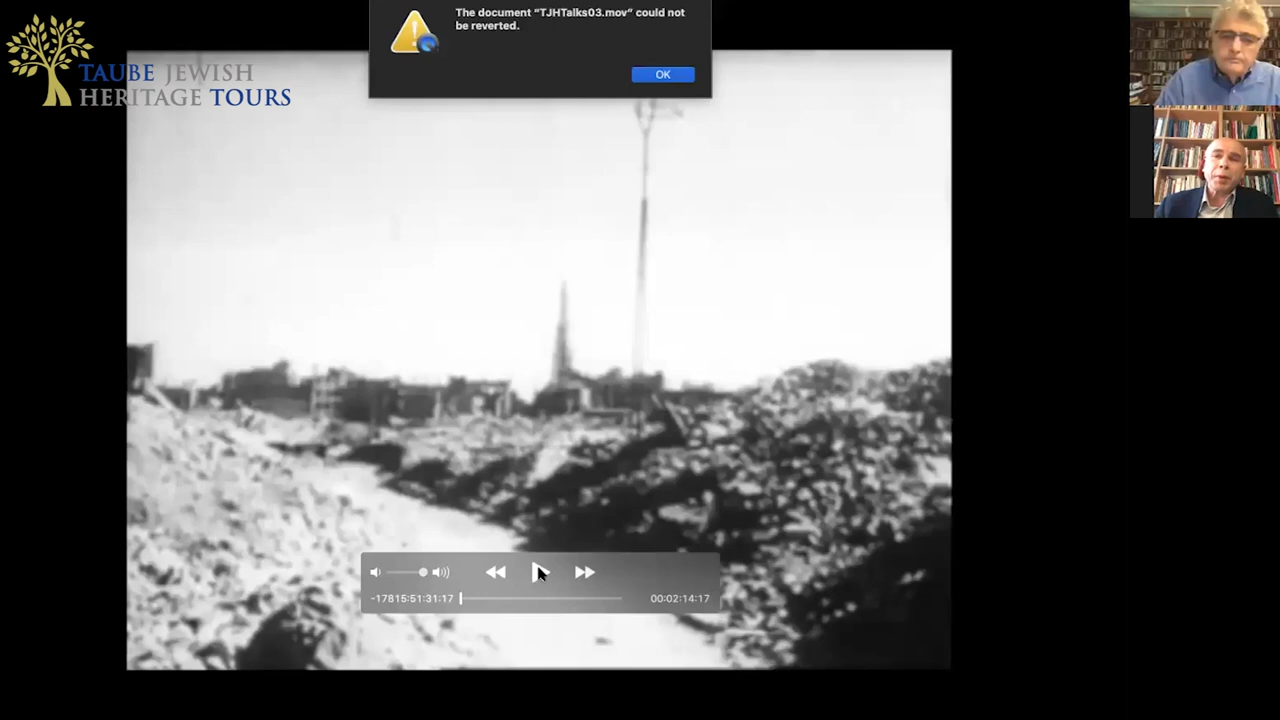 The document “TJHTalks03.mov” could not
be reverted.
OK
TAUBE JEWISH
HERITAGE TOURS
-17815:51:31:17
00:02:14:17